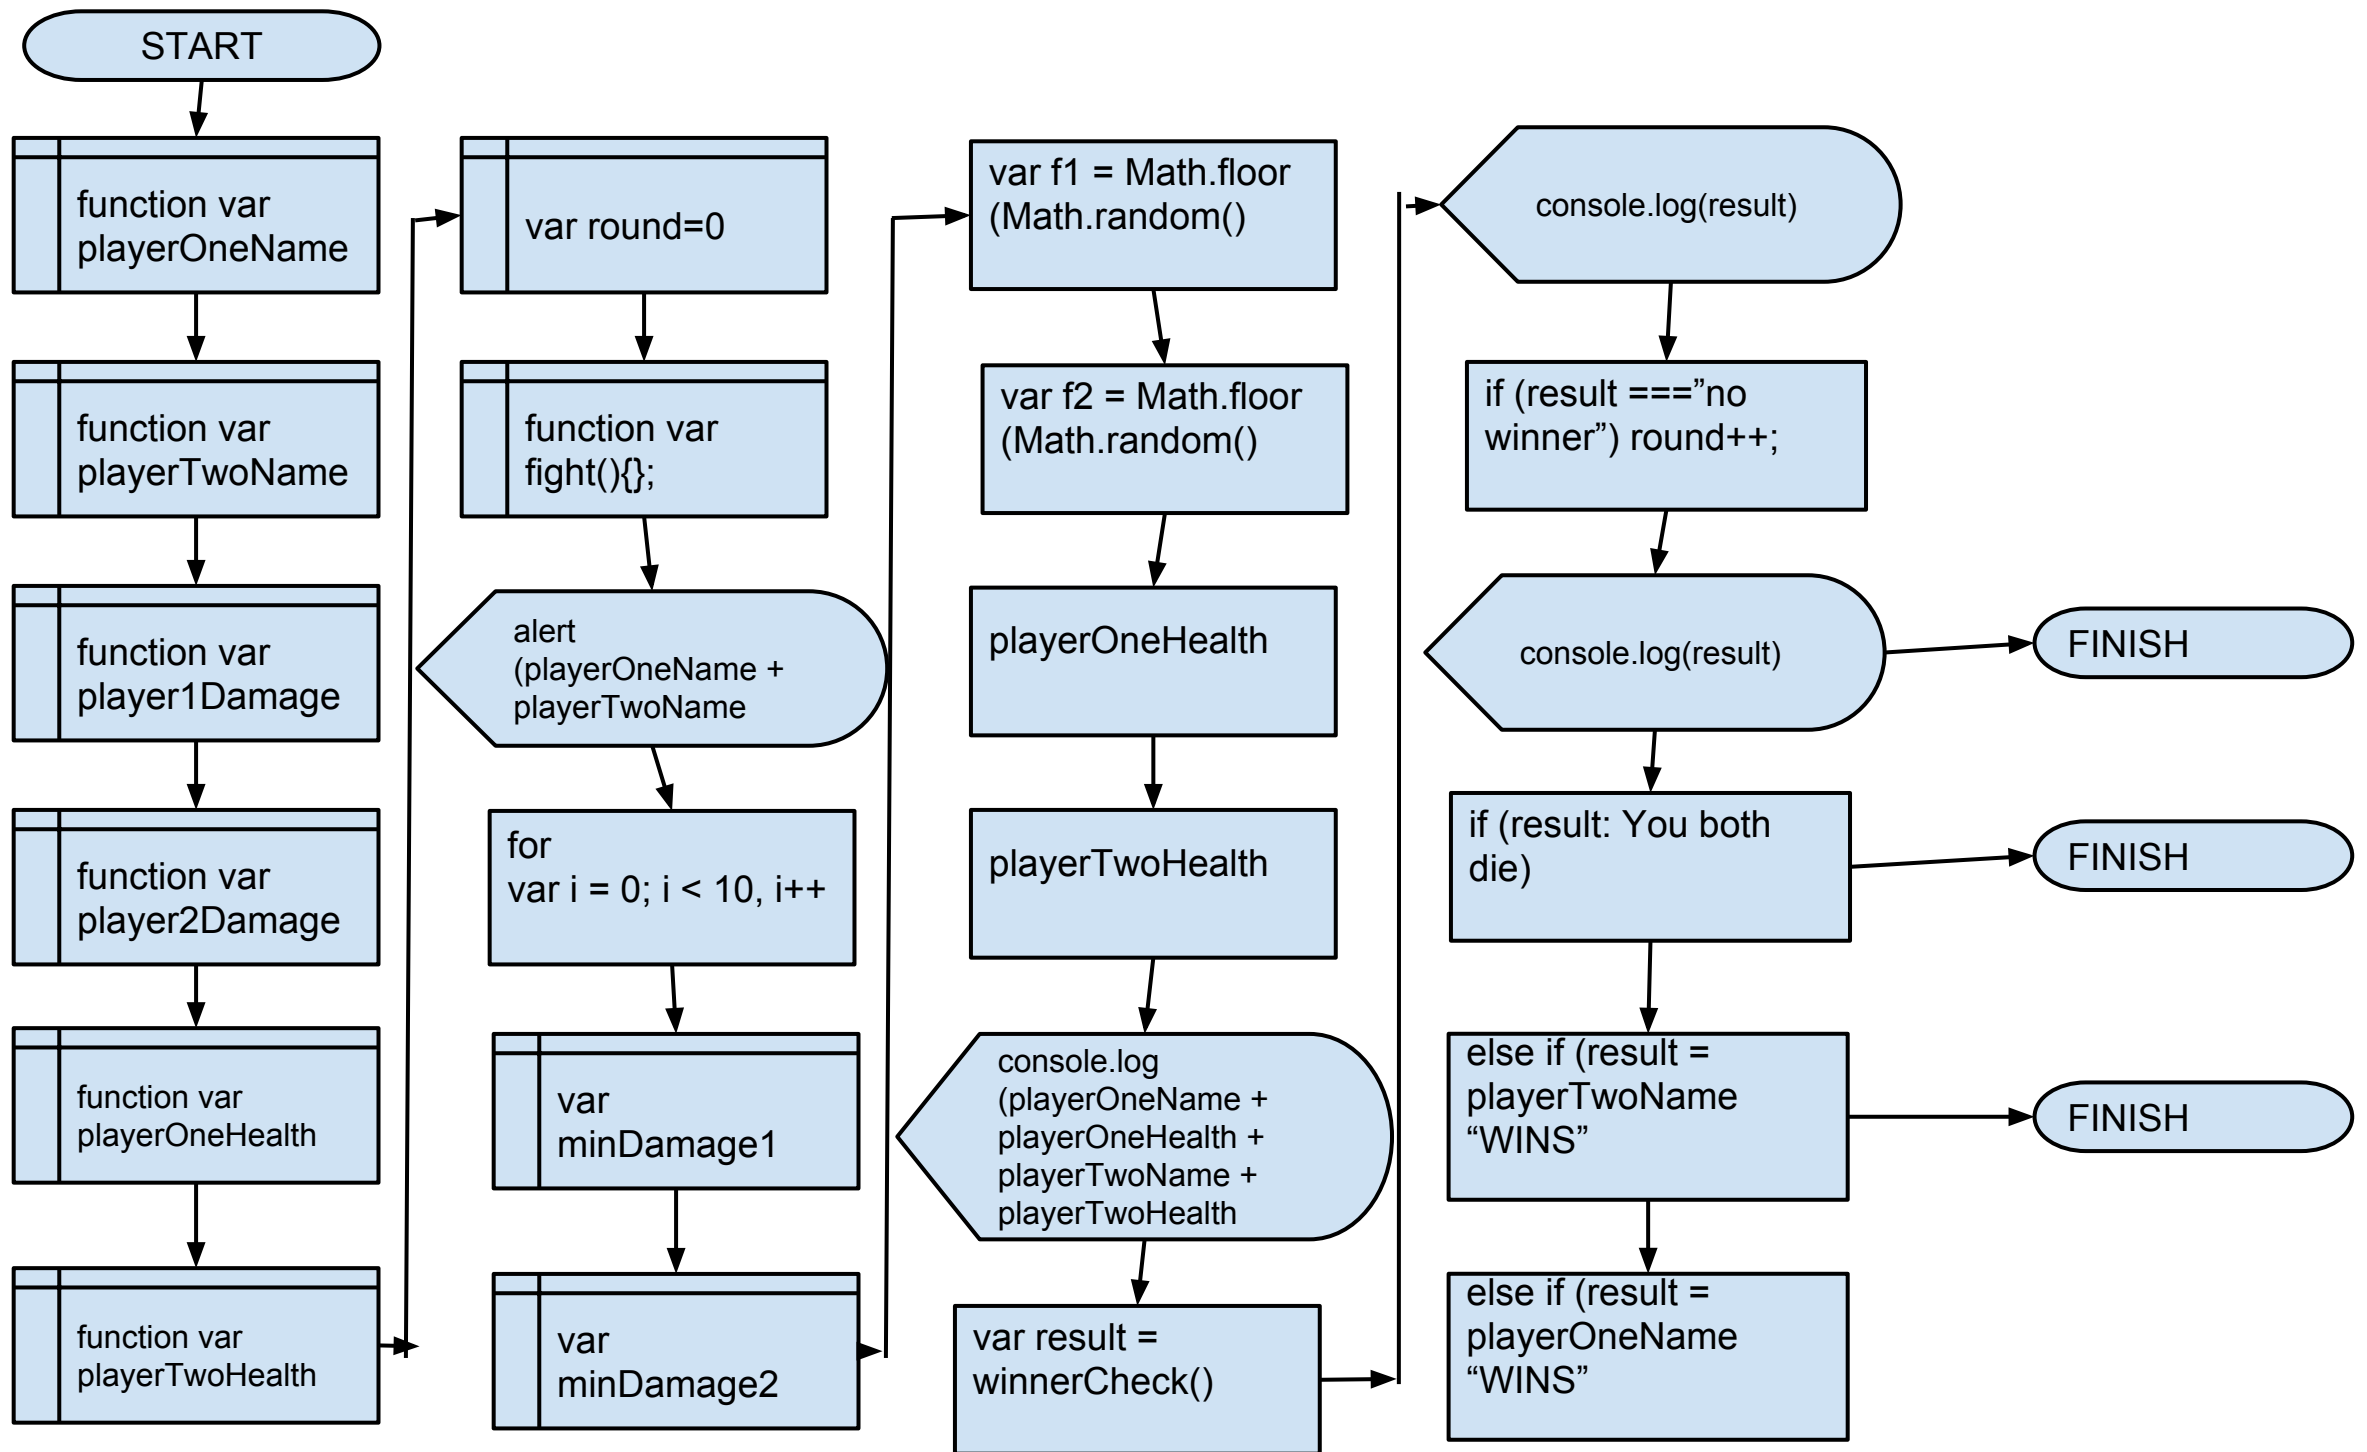 START
function var
playerOneName
function var
playerTwoName
function var
player1Damage
function var
player2Damage
function var
playerOneHealth
function var
playerTwoHealth
var round=0
function var
fight(){};
alert
(playerOneName +
playerTwoName
for
var i = 0; i < 10, i++
var
minDamage1
var
minDamage2
var f1 = Math.floor
(Math.random()
var f2 = Math.floor
(Math.random()
playerOneHealth
playerTwoHealth
console.log
(playerOneName +
playerOneHealth +
playerTwoName +
playerTwoHealth
var result =
winnerCheck()
console.log(result)
if (result ===”no
winner”) round++;
console.log(result)
FINISH
if (result: You both
die)
FINISH
else if (result =
playerTwoName
“WINS”
FINISH
else if (result =
playerOneName
“WINS”